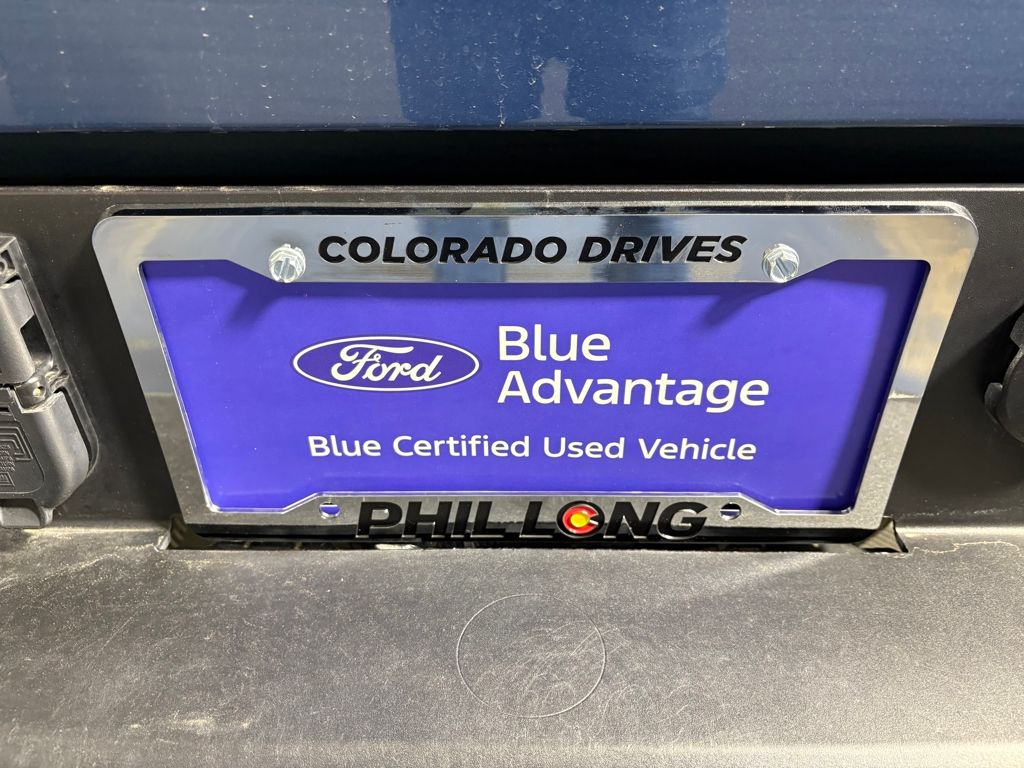 COLORADO DRIVES
Ford
Blue
Advantage
Blue Certified Used Vehicle
PHIL LONG